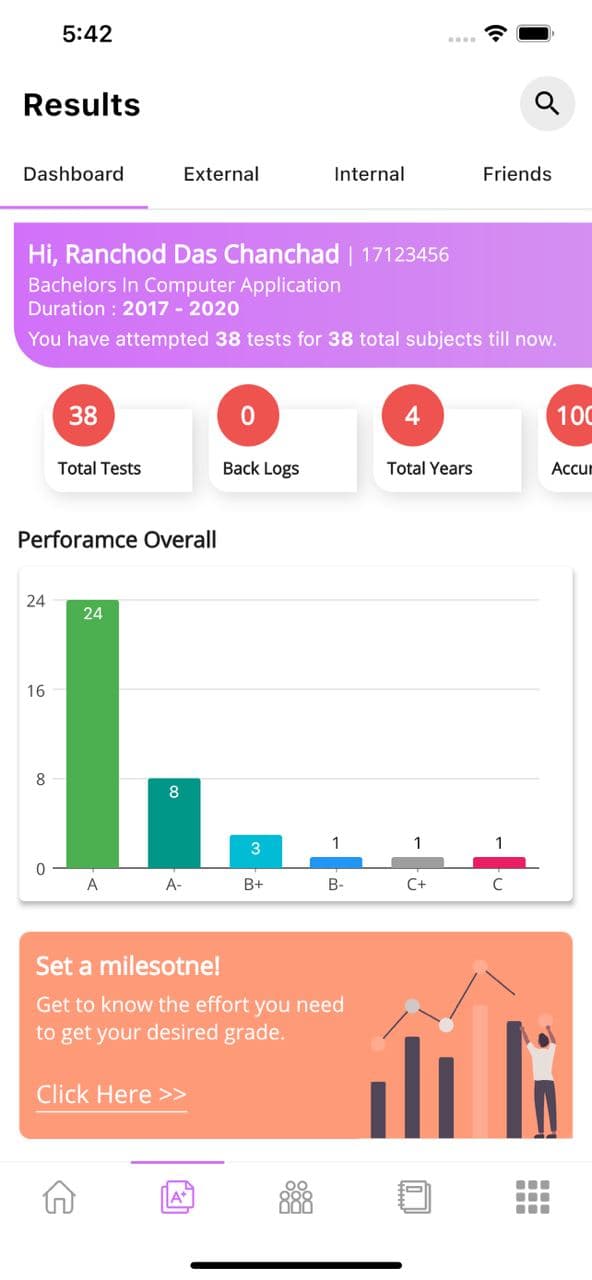 5:42
Results
Dashboard External Internal Friends
Hi, Ranchod Das Chanchad | 17123456
Bachelors In Computer Application
Duration : 2017 - 2020
You have attempted 38 tests for 38 total subjects till now.
38 0 4 100
Total Tests Back Logs Total Years Accur
Perforamce Overall
24
24
16
8
8
3
1 1 1
0
A A- B+ B- C+ C
Set a milesotne!
Get to know the effort you need
to get your desired grade.
Click Here >>
A+